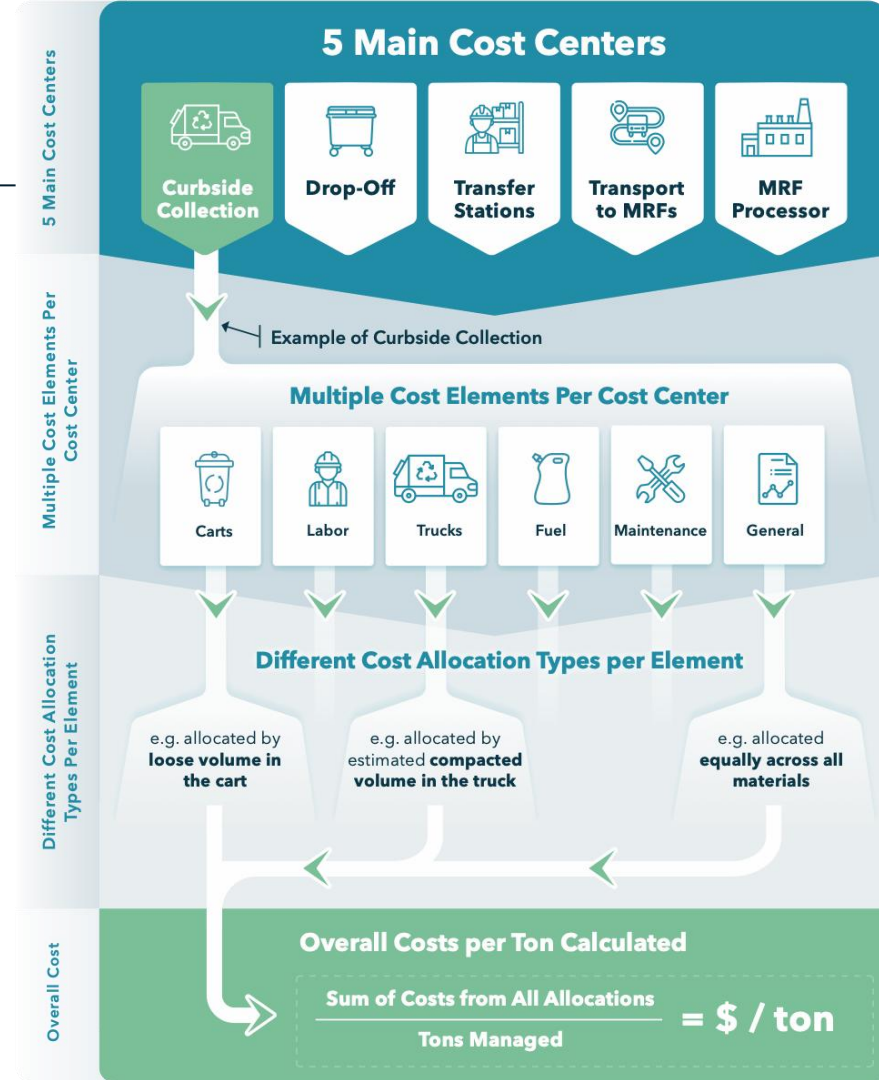 5 Main Cost Centers
5 Main Cost Centers
Curbside
Collection
Drop-Off
Transfer
Stations
Transport
to MRFs
MRF
Processor
Multiple Cost Elements Per
Cost Center
Example of Curbside Collection
Multiple Cost Elements Per Cost Center
Carts
Labor
Trucks
Fuel
Maintenance
General
Different Cost Allocation
Types Per Element
Different Cost Allocation Types per Element
e.g. allocated by
loose volume in
the cart
e.g. allocated by
estimated compacted
volume in the truck
e.g. allocated
equally across all
materials
Overall Cost
Overall Costs per Ton Calculated
Sum of Costs from All Allocations
Tons Managed
= $ / ton